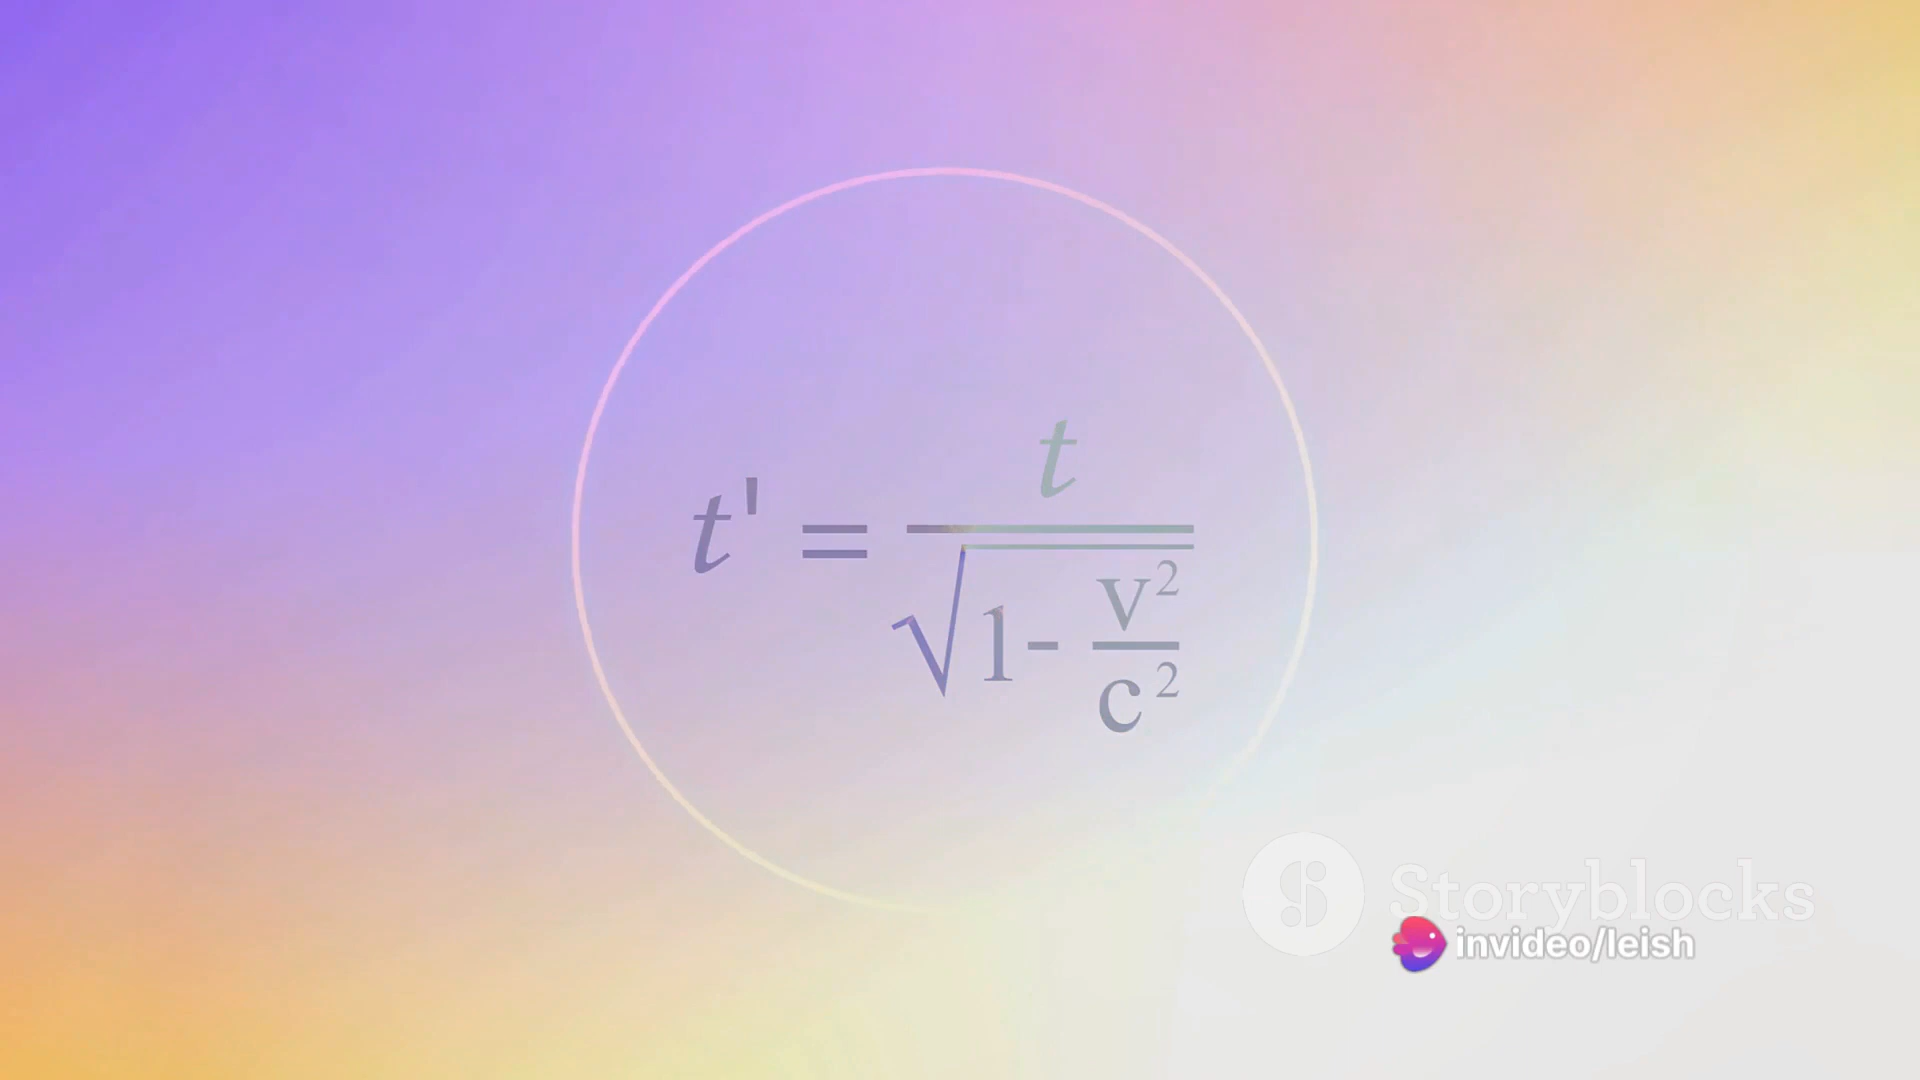 t' = t / √1- v² / c²
Storyblocks
invideo/leish